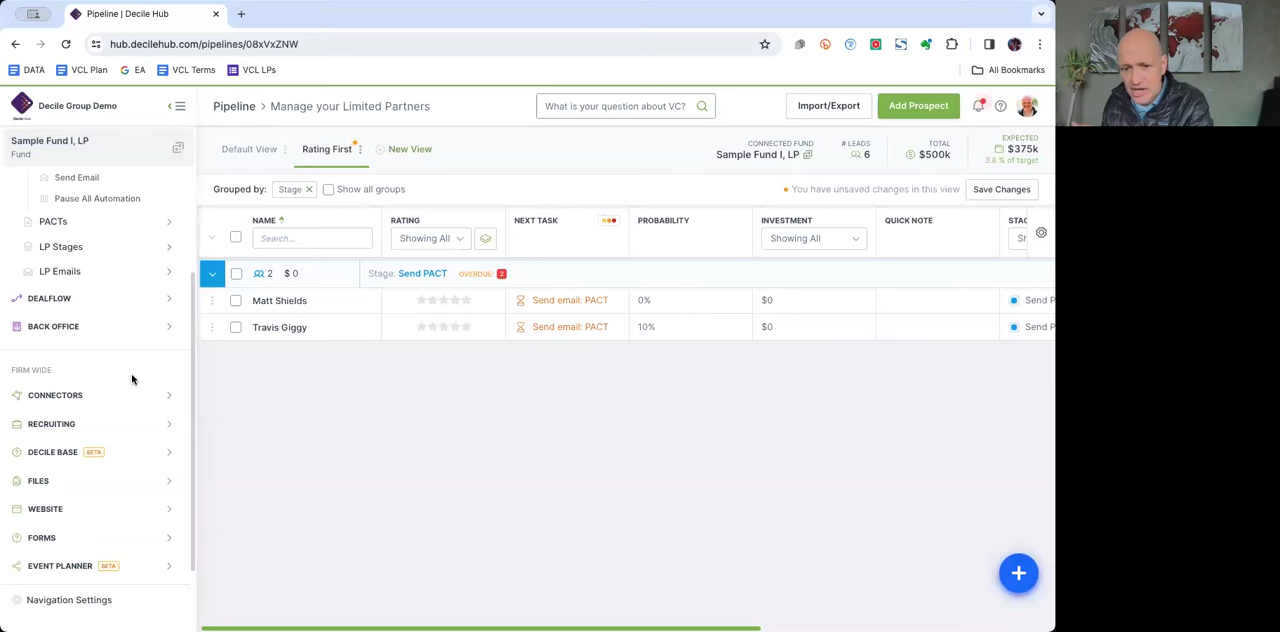 Pipeline | Decile Hub
hub.decilehub.com/pipelines/08xVxZNW
DATA
VCL Plan
EA
VCL Terms
VCL LPs
All Bookmarks
Decile Group Demo
Pipeline > Manage your Limited Partners
What is your question about VC?
Import/Export
Add Prospect
Sample Fund I, LP
Fund
Default View
Rating First
New View
CONNECTED FUND
Sample Fund I, LP
# LEADS
6
TOTAL
$500k
EXPECTED
$375k
3.8 % of target
Send Email
Pause All Automation
PACTs
LP Stages
LP Emails
DEALFLOW
BACK OFFICE
FIRM WIDE
CONNECTORS
RECRUITING
DECILE BASE BETA
FILES
WEBSITE
FORMS
EVENT PLANNER BETA
Navigation Settings
Grouped by: Stage
Show all groups
You have unsaved changes in this view
Save Changes
NAME
RATING
NEXT TASK
PROBABILITY
INVESTMENT
QUICK NOTE
STAG
Search...
Showing All
Showing All
Sh
2 $ 0
Stage: Send PACT OVERDUE: 2
Matt Shields
Send email: PACT
0%
$0
Send P
Travis Giggy
Send email: PACT
10%
$0
Send P